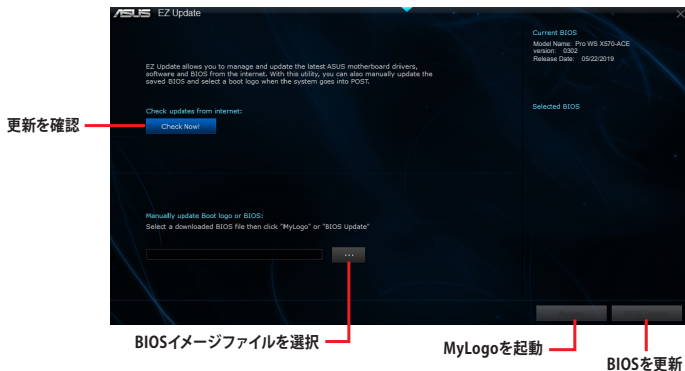 ASUS EZ Update
Current BIOS
Model Name: Pro WS X570-ACE
version: 0302
Release Date: 05/22/2019
EZ Update allows you to manage and update the latest ASUS motherboard drivers,
software and BIOS from the internet. With this utility, you can also manually update the
saved BIOS and select a boot logo when the system goes into POST.
Check updates from internet:
Selected BIOS
更新を確認
Check Now!
Manually update Boot logo or BIOS:
Select a downloaded BIOS file then click "MyLogo" or "BIOS Update"
...
BIOSイメージファイルを選択
MyLogoを起動
BIOSを更新